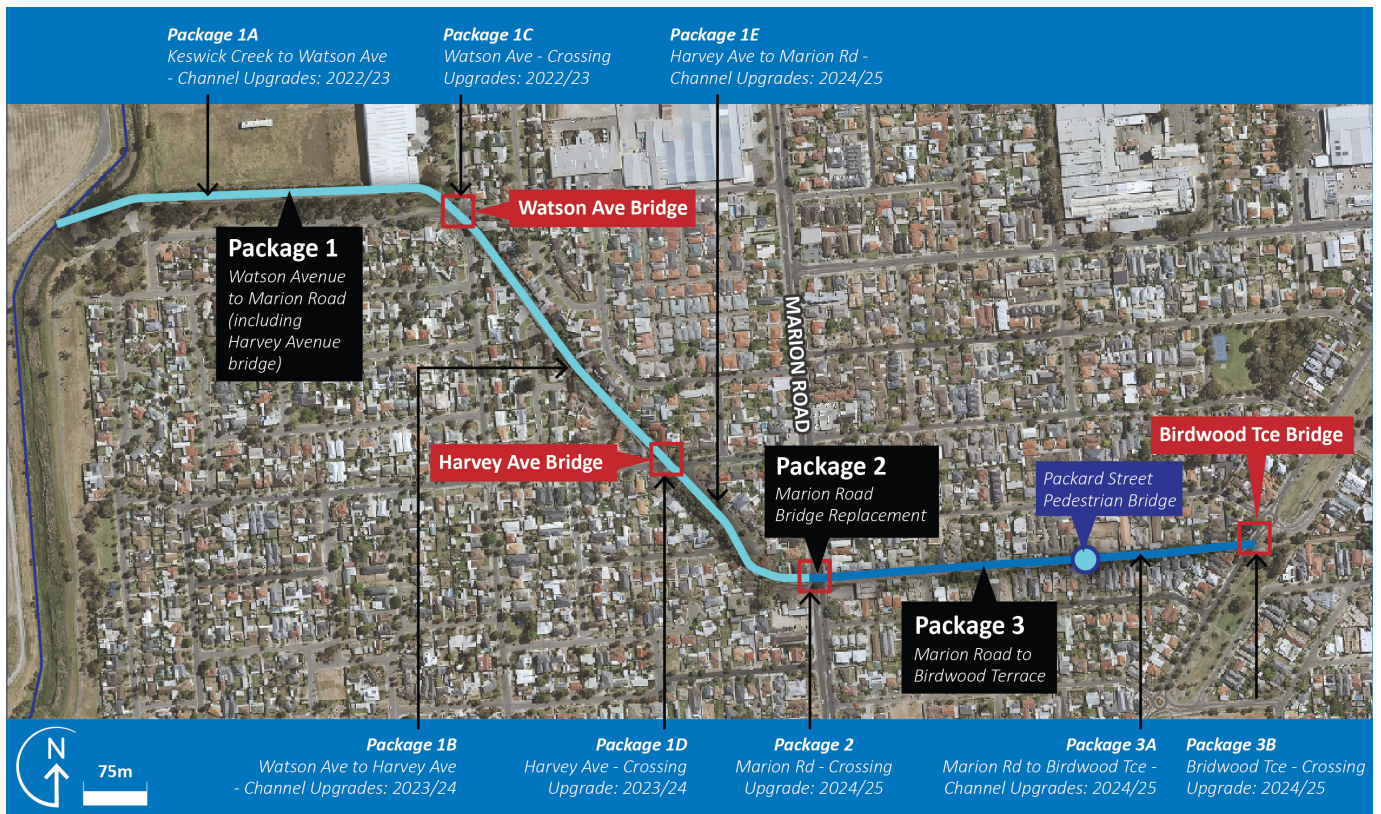 Package 1A
Keswick Creek to Watson Ave
- Channel Upgrades: 2022/23
Package 1C
Watson Ave - Crossing
Upgrades: 2022/23
Package 1E
Harvey Ave to Marion Rd -
Channel Upgrades: 2024/25
Watson Ave Bridge
Package 1
Watson Avenue
to Marion Road
(including
Harvey Avenue
bridge)
MARION ROAD
Harvey Ave Bridge
Package 2
Marion Road
Bridge Replacement
Birdwood Tce Bridge
Packard Street
Pedestrian Bridge
Package 3
Marion Road to
Birdwood Terrace
N
75m
Package 1B
Watson Ave to Harvey Ave
- Channel Upgrades: 2023/24
Package 1D
Harvey Ave - Crossing
Upgrade: 2023/24
Package 2
Marion Rd - Crossing
Upgrade: 2024/25
Package 3A
Marion Rd to Birdwood Tce -
Channel Upgrades: 2024/25
Package 3B
Bridwood Tce - Crossing
Upgrade: 2024/25